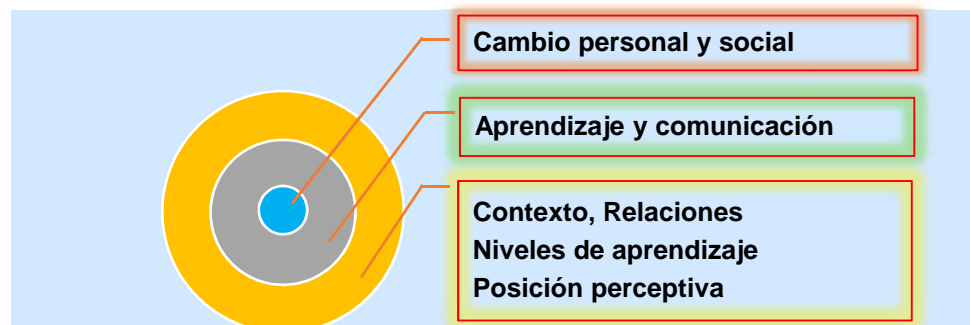 Cambio personal y social
Aprendizaje y comunicación
Contexto, Relaciones
Niveles de aprendizaje
Posición perceptiva